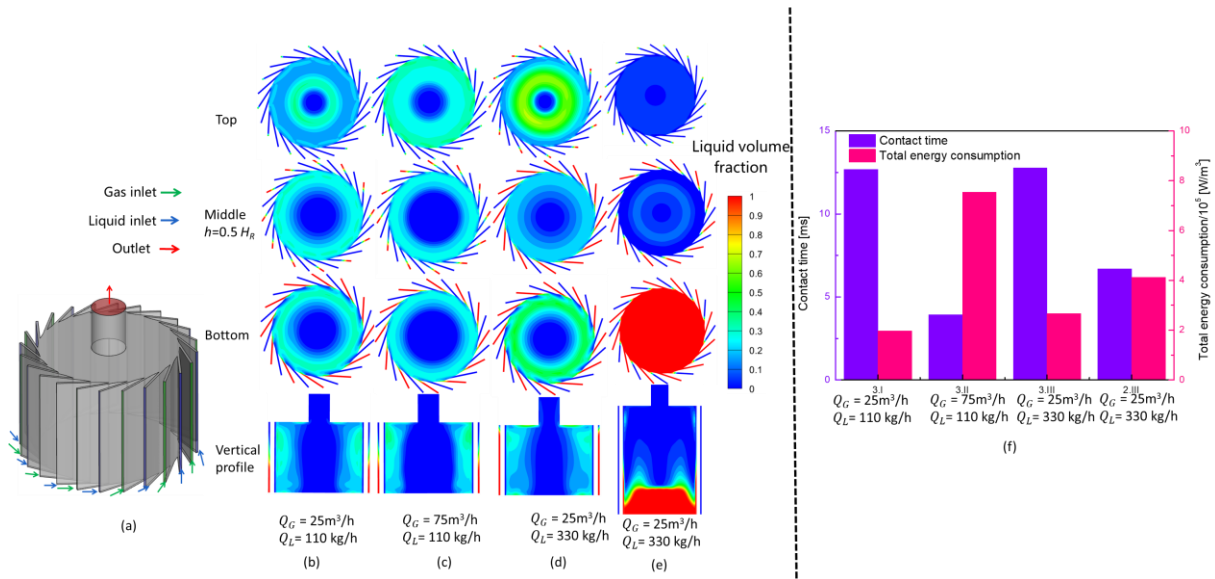 Top
Liquid volume
fraction
Gas inlet
Liquid inlet
Outlet
Middle
h=0.5 H_R
Bottom
Vertical
profile
1
0.9
0.8
0.7
0.6
0.5
0.4
0.3
0.2
0.1
0
(a)
Q_G = 25m³/h
Q_L= 110 kg/h
(b)
Q_G = 75m³/h
Q_L= 110 kg/h
(c)
Q_G = 25m³/h
Q_L= 330 kg/h
(d)
Q_G = 25m³/h
Q_L= 330 kg/h
(e)
Contact time
Total energy consumption
Contact time [ms]
15
10
5
0
Total energy consumption/10⁵ [W/m³]
10
8
6
4
2
0
3.I
3.II
3.III
2.III
Q_G = 25m³/h
Q_L= 110 kg/h
Q_G = 75m³/h
Q_L= 110 kg/h
Q_G = 25m³/h
Q_L= 330 kg/h
Q_G = 25m³/h
Q_L= 330 kg/h
(f)